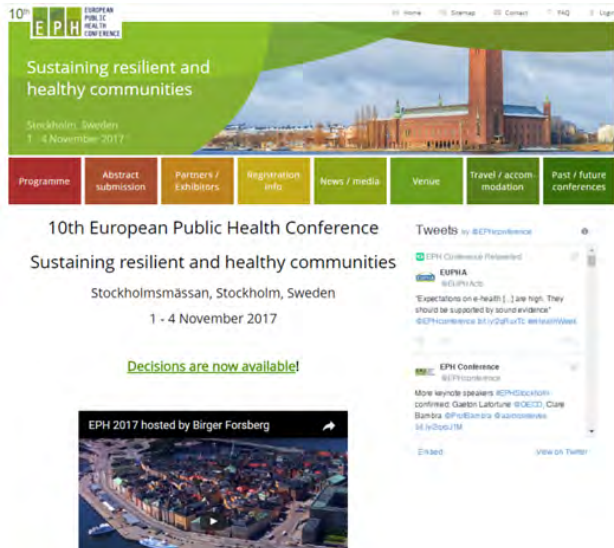 10th
EPH
EUROPEAN
PUBLIC
HEALTH
CONFERENCE
Home Sitemap Contact FAQ Login
Sustaining resilient and
healthy communities
Stockholm, Sweden
1 - 4 November 2017
Programme
Abstract
submission
Partners /
Exhibitors
Registration
info
News / media
Venue
Travel / accom-
modation
Past / future
conferences
10th European Public Health Conference
Sustaining resilient and healthy communities
Stockholmsmässan, Stockholm, Sweden
1 - 4 November 2017
Decisions are now available!
EPH 2017 hosted by Birger Forsberg
Tweets by @EPHconference
EPH Conference Retweeted
EUPHA
@EUPHActs
"Expectations on e-health [...] are high. They
should be supported by sound evidence"
@EPHconference #eHealthWeek
EPH Conference
@EPHconference
More keynote speakers #EPHStockholm
confirmed: Gaetan Lafortune @OECD, Clare
Bambra @ProfBambra
Embed View on Twitter